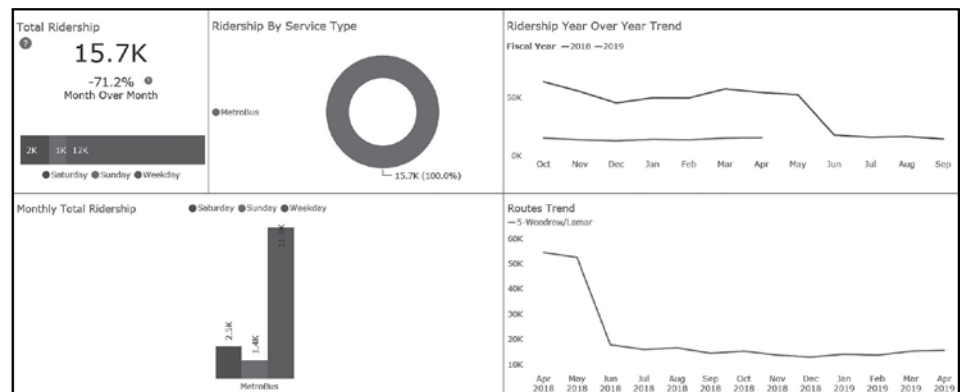 Total Ridership
?
15.7K
-71.2%
Month Over Month
2K 1K 12K
Saturday Sunday Weekday
Ridership By Service Type
MetroBus
15.7K (100.0%)
Ridership Year Over Year Trend
Fiscal Year 2018 2019
50K
0K
Oct Nov Dec Jan Feb Mar Apr May Jun Jul Aug Sep
Monthly Total Ridership
Saturday Sunday Weekday
2.5K
1.4K
MetroBus
Routes Trend
5-Woodrow/Lamar
60K
50K
40K
30K
20K
10K
Apr May Jun Jul Aug Sep Oct Nov Dec Jan Feb Mar Apr
2018 2018 2018 2018 2018 2018 2018 2018 2018 2019 2019 2019 2019